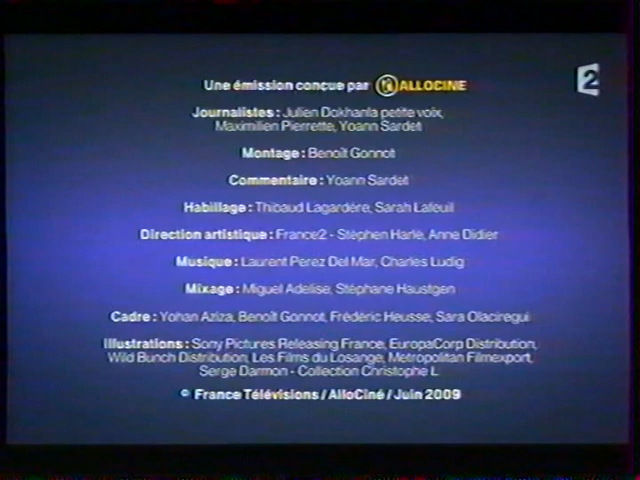 Une émission conçue par ALLOCINE
2
Journalistes : Julien Dokhanla petite voix,
Maximilien Pierrette, Yoann Sardet
Montage : Benoît Gonnot
Commentaire : Yoann Sardet
Habillage : Thibaud Lagardère, Sarah Lafeuil
Direction artistique : France2 - Stéphen Harlé, Anne Didier
Musique : Laurent Perez Del Mar, Charles Ludig
Mixage : Miguel Adelise, Stéphane Haustgen
Cadre : Yohan Aziza, Benoît Gonnot, Frédéric Heusse, Sara Olaciregui
Illustrations : Sony Pictures Releasing France, EuropaCorp Distribution,
Wild Bunch Distribution, Les Films du Losange, Metropolitan Filmexport,
Serge Darmon - Collection Christophe L
© France Télévisions / AlloCiné / Juin 2009